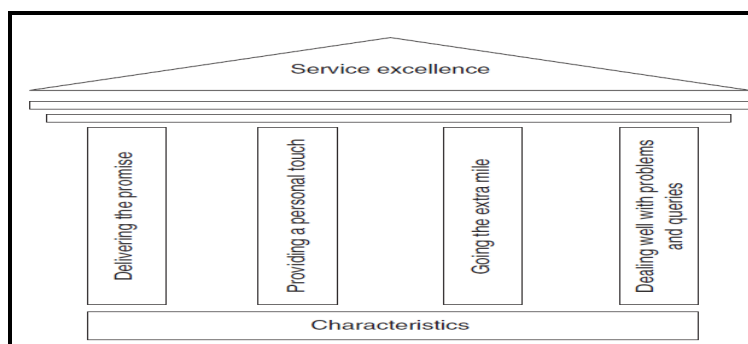 Service excellence
Delivering the promise
Providing a personal touch
Going the extra mile
Dealing well with problems
and queries
Characteristics